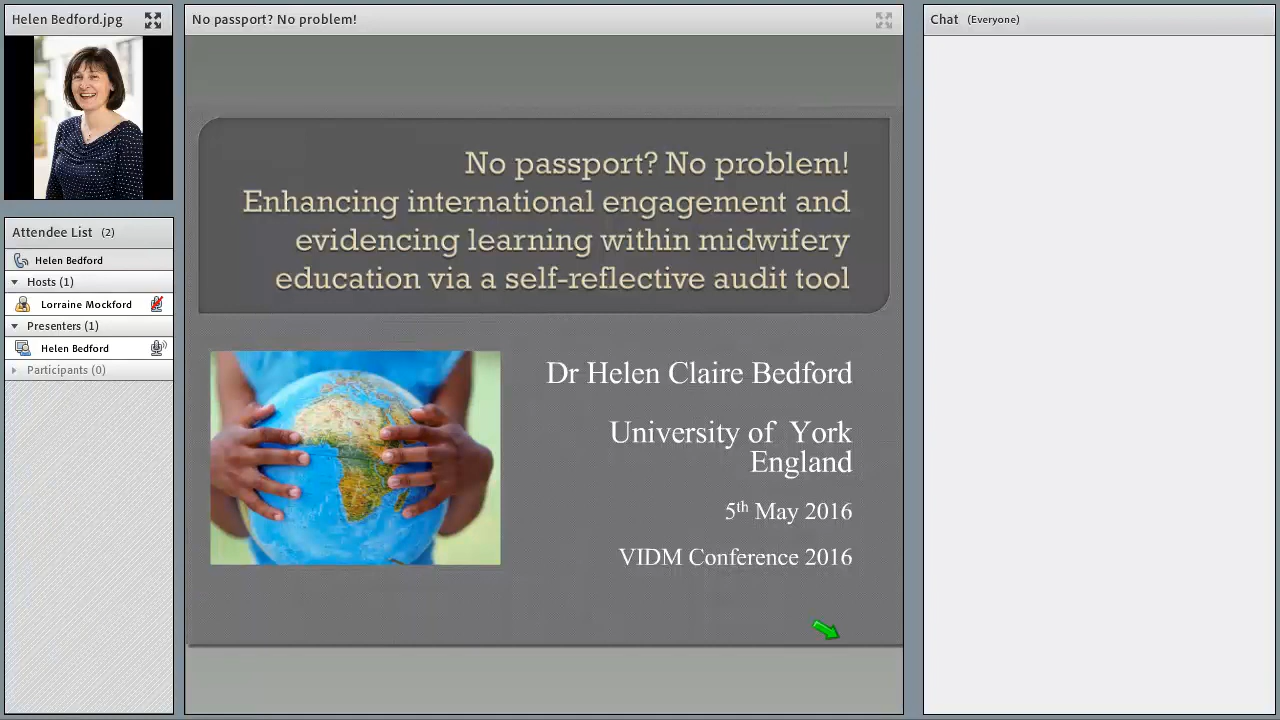 Helen Bedford.jpg
Attendee List (2)
Helen Bedford
Hosts (1)
Lorraine Mockford
Presenters (1)
Helen Bedford
Participants (0)
No passport? No problem!
No passport? No problem!
Enhancing international engagement and
evidencing learning within midwifery
education via a self-reflective audit tool
Dr Helen Claire Bedford
University of York
England
5th May 2016
VIDM Conference 2016
Chat (Everyone)